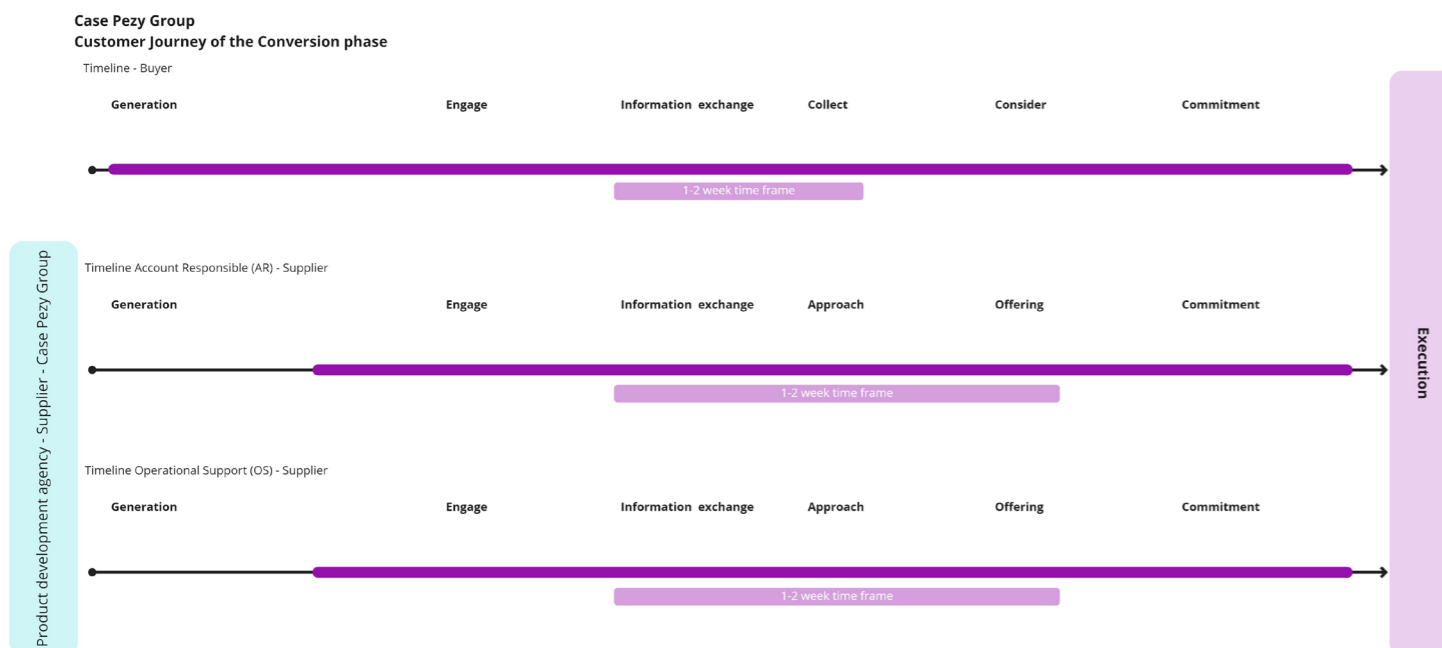 Case Pezy Group
Customer Journey of the Conversion phase
Timeline - Buyer
Generation Engage Information exchange Collect Consider Commitment
1-2 week time frame
Timeline Account Responsible (AR) - Supplier
Generation Engage Information exchange Approach Offering Commitment
1-2 week time frame
Timeline Operational Support (OS) - Supplier
Generation Engage Information exchange Approach Offering Commitment
1-2 week time frame
Product development agency - Supplier - Case Pezy Group
Execution